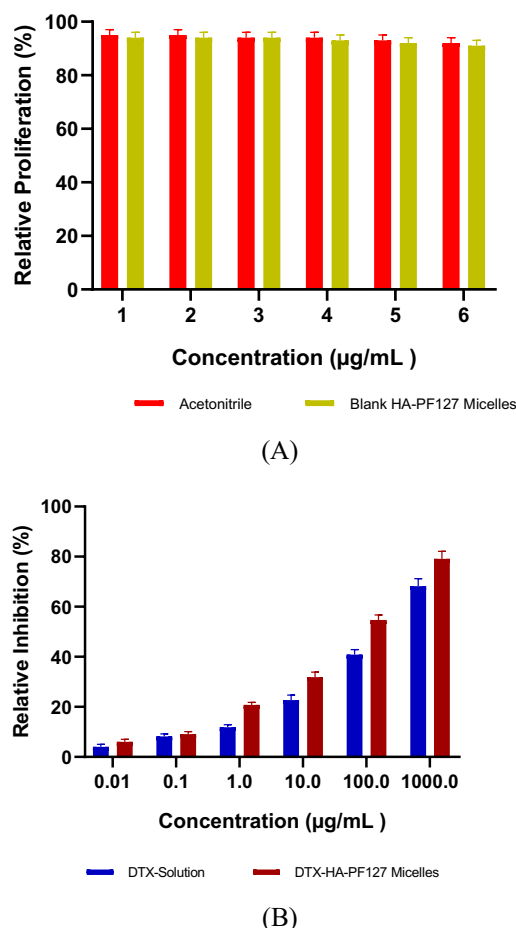 Relative Proliferation (%)
100
80
60
40
20
0
1 2 3 4 5 6
Concentration (µg/mL )
Acetonitrile Blank HA-PF127 Micelles
(A)
Relative Inhibition (%)
100
80
60
40
20
0
0.01 0.1 1.0 10.0 100.0 1000.0
Concentration (µg/mL )
DTX-Solution DTX-HA-PF127 Micelles
(B)